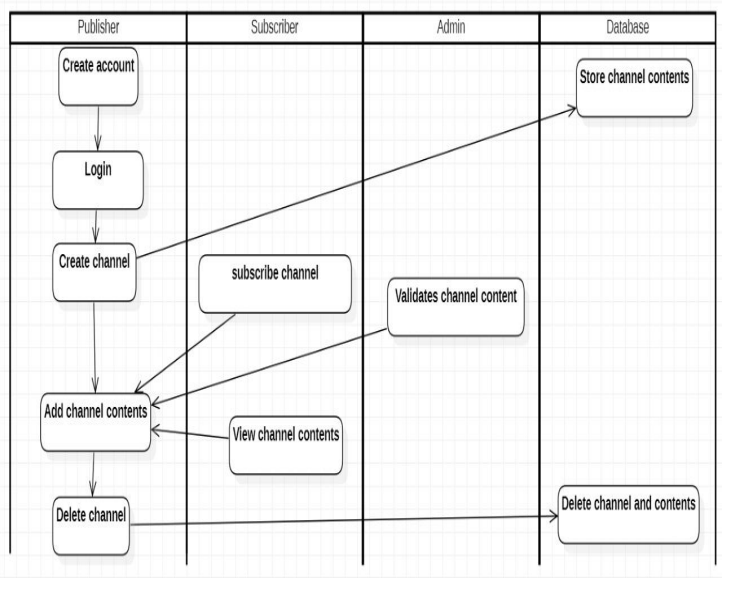 Publisher
Subscriber
Admin
Database
Create account
Store channel contents
Login
Create channel
subscribe channel
Validates channel content
Add channel contents
View channel contents
Delete channel
Delete channel and contents